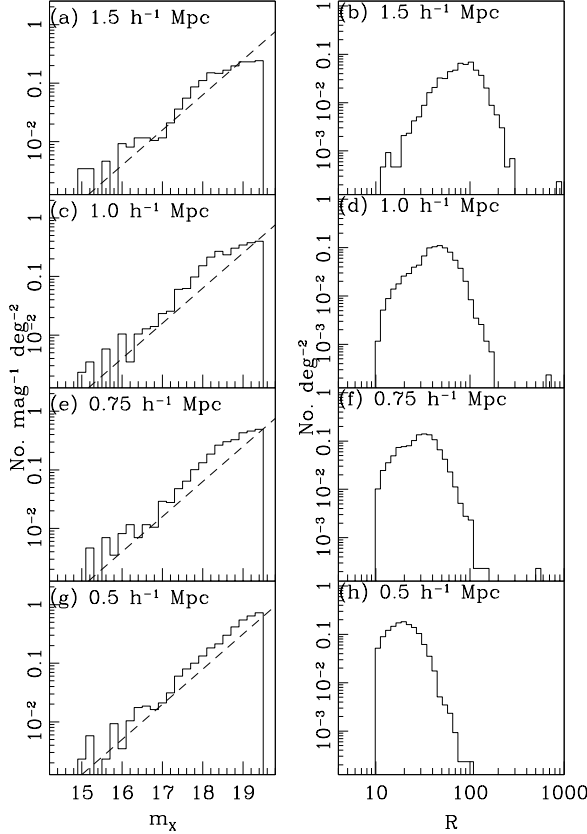 (a) 1.5 h⁻¹ Mpc
(b) 1.5 h⁻¹ Mpc
1
0.1
10⁻²
1
0.1
10⁻²
10⁻³
(c) 1.0 h⁻¹ Mpc
(d) 1.0 h⁻¹ Mpc
1
0.1
10⁻²
1
0.1
10⁻²
10⁻³
No. mag⁻¹ deg⁻²
No. deg⁻²
(e) 0.75 h⁻¹ Mpc
(f) 0.75 h⁻¹ Mpc
1
0.1
10⁻²
1
0.1
10⁻²
10⁻³
(g) 0.5 h⁻¹ Mpc
(h) 0.5 h⁻¹ Mpc
1
0.1
10⁻²
1
0.1
10⁻²
10⁻³
15 16 17 18 19
10 100 1000
m_X
R